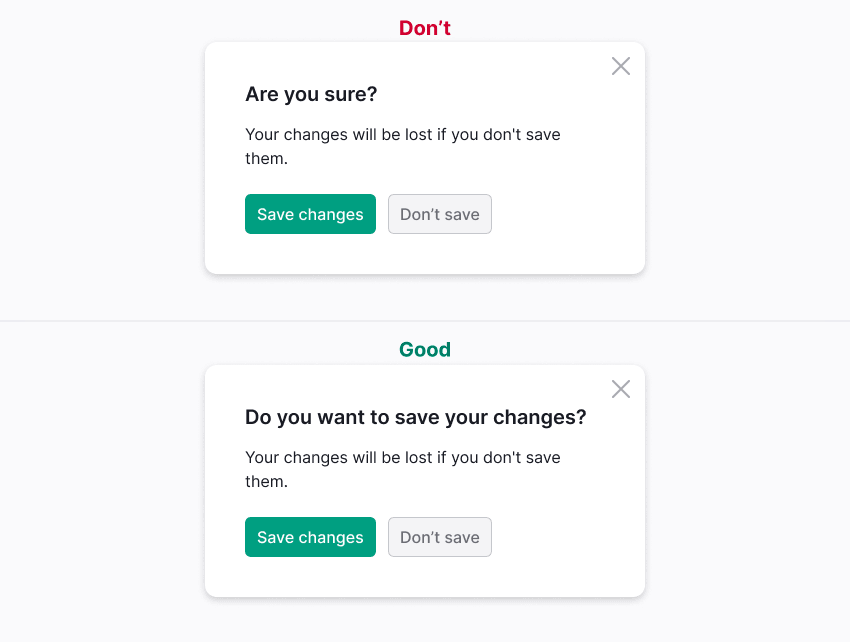 Don’t
Are you sure?
Your changes will be lost if you don't save
them.
Save changes
Don’t save
Good
Do you want to save your changes?
Your changes will be lost if you don't save
them.
Save changes
Don’t save